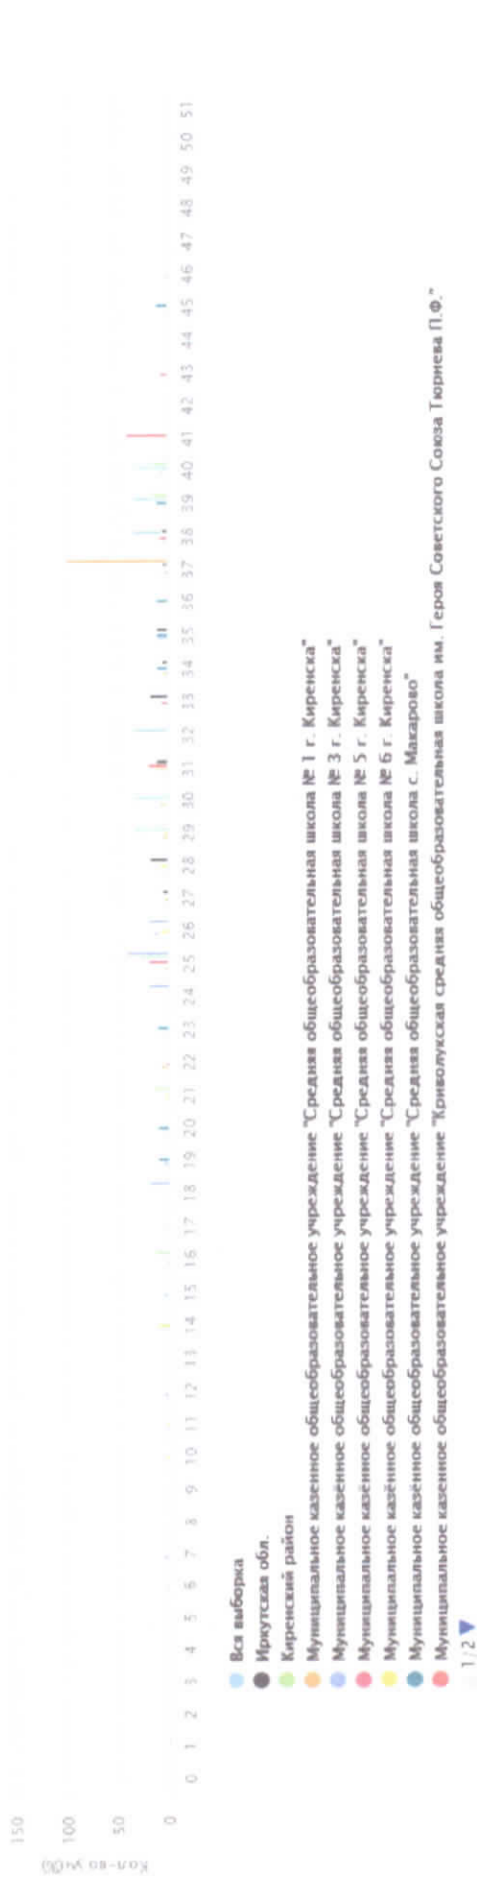 Кол-во уч(%)
150
100
50
0
0 1 2 3 4 5 6 7 8 9 10 11 12 13 14 15 16 17 18 19 20 21 22 23 24 25 26 27 28 29 30 31 32 33 34 35 36 37 38 39 40 41 42 43 44 45 46 47 48 49 50 51
Вся выборка
Иркутская обл.
Киренский район
Муниципальное казенное общеобразовательное учреждение "Средняя общеобразовательная школа № 1 г. Киренска"
Муниципальное казённое общеобразовательное учреждение "Средняя общеобразовательная школа № 3 г. Киренска"
Муниципальное казённое общеобразовательное учреждение "Средняя общеобразовательная школа № 5 г. Киренска"
Муниципальное казённое общеобразовательное учреждение "Средняя общеобразовательная школа № 6 г. Киренска"
Муниципальное казённое общеобразовательное учреждение "Средняя общеобразовательная школа с. Макарово"
Муниципальное казенное общеобразовательное учреждение "Криволукская средняя общеобразовательная школа им. Героя Советского Союза Тюрнева П.Ф."
1/2